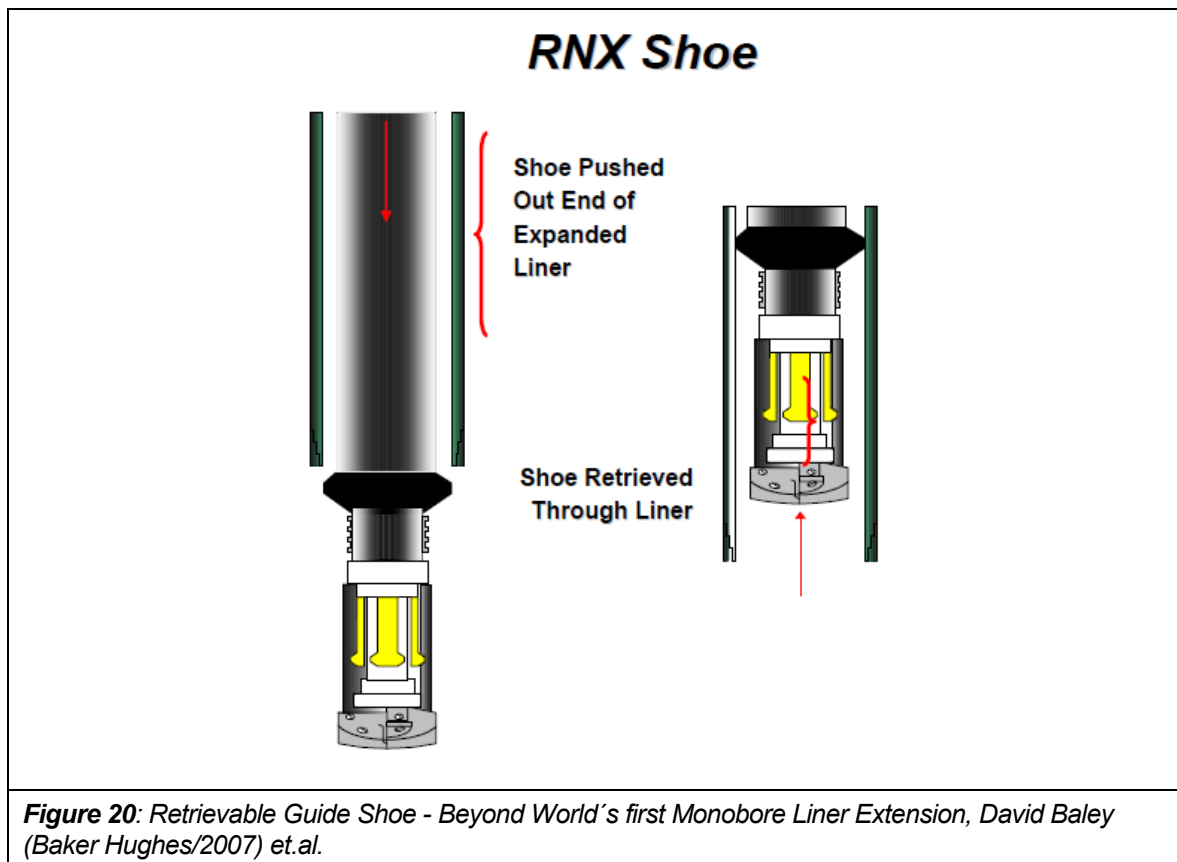 RNX Shoe
Shoe Pushed
Out End of
Expanded
Liner
Shoe Retrieved
Through Liner
Figure 20: Retrievable Guide Shoe - Beyond World´s first Monobore Liner Extension, David Baley
(Baker Hughes/2007) et.al.